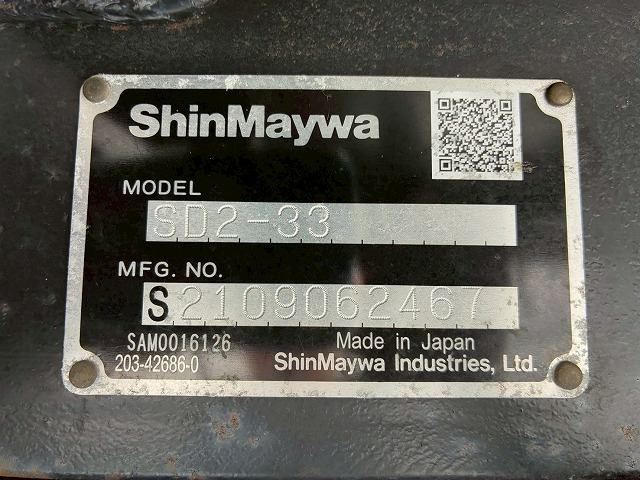 ShinMaywa
MODEL
SD2-33
MFG. NO.
S2109062467
SAM0016126
Made in Japan
203-42686-0
ShinMaywa Industries, Ltd.